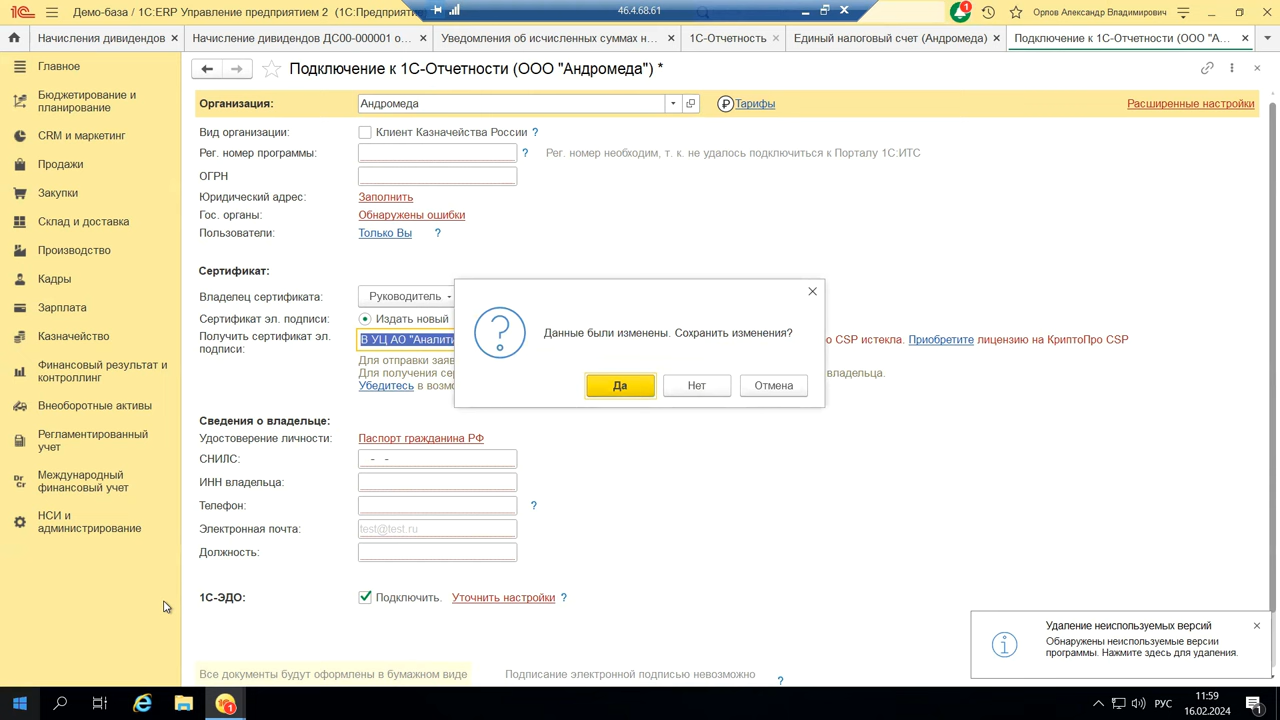 Демо-база / 1С:ERP Управление предприятием 2 (1С:Предприятие
46.4.68.61
1
Орлов Александр Владимирович
Начисления дивидендов
Начисление дивидендов ДС00-000001 о...
Уведомления об исчисленных суммах н...
1С-Отчетность
Единый налоговый счет (Андромеда)
Подключение к 1С-Отчетности (ООО "А...
Главное
Бюджетирование и
планирование
CRM и маркетинг
Продажи
Закупки
Склад и доставка
Производство
Кадры
Зарплата
Казначейство
Финансовый результат и
контроллинг
Внеоборотные активы
Регламентированный
учет
Dr
Cr
Международный
финансовый учет
НСИ и
администрирование
Подключение к 1С-Отчетности (ООО "Андромеда") *
Организация:
Андромеда
Тарифы
Расширенные настройки
Вид организации:
Клиент Казначейства России ?
Рег. номер программы:
? Рег. номер необходим, т. к. не удалось подключиться к Порталу 1С:ИТС
ОГРН
Юридический адрес:
Заполнить
Гос. органы:
Обнаружены ошибки
Пользователи:
Только Вы ?
Сертификат:
Владелец сертификата:
Руководитель
Сертификат эл. подписи:
Издать новый
Получить сертификат эл.
подписи:
В УЦ АО "Аналити
о CSP истекла. Приобретите лицензию на КриптоПро CSP
Для отправки заяв
Для получения се
владельца.
Убедитесь в возмо
Данные были изменены. Сохранить изменения?
Да
Нет
Отмена
Сведения о владельце:
Удостоверение личности:
Паспорт гражданина РФ
СНИЛС:
- -
ИНН владельца:
Телефон:
?
Электронная почта:
test@test.ru
Должность:
1С-ЭДО:
Подключить. Уточнить настройки ?
Все документы будут оформлены в бумажном виде
Подписание электронной подписью невозможно ?
Удаление неиспользуемых версий
Обнаружены неиспользуемые версии
программы. Нажмите здесь для удаления.
1
РУС
11:59
16.02.2024
1